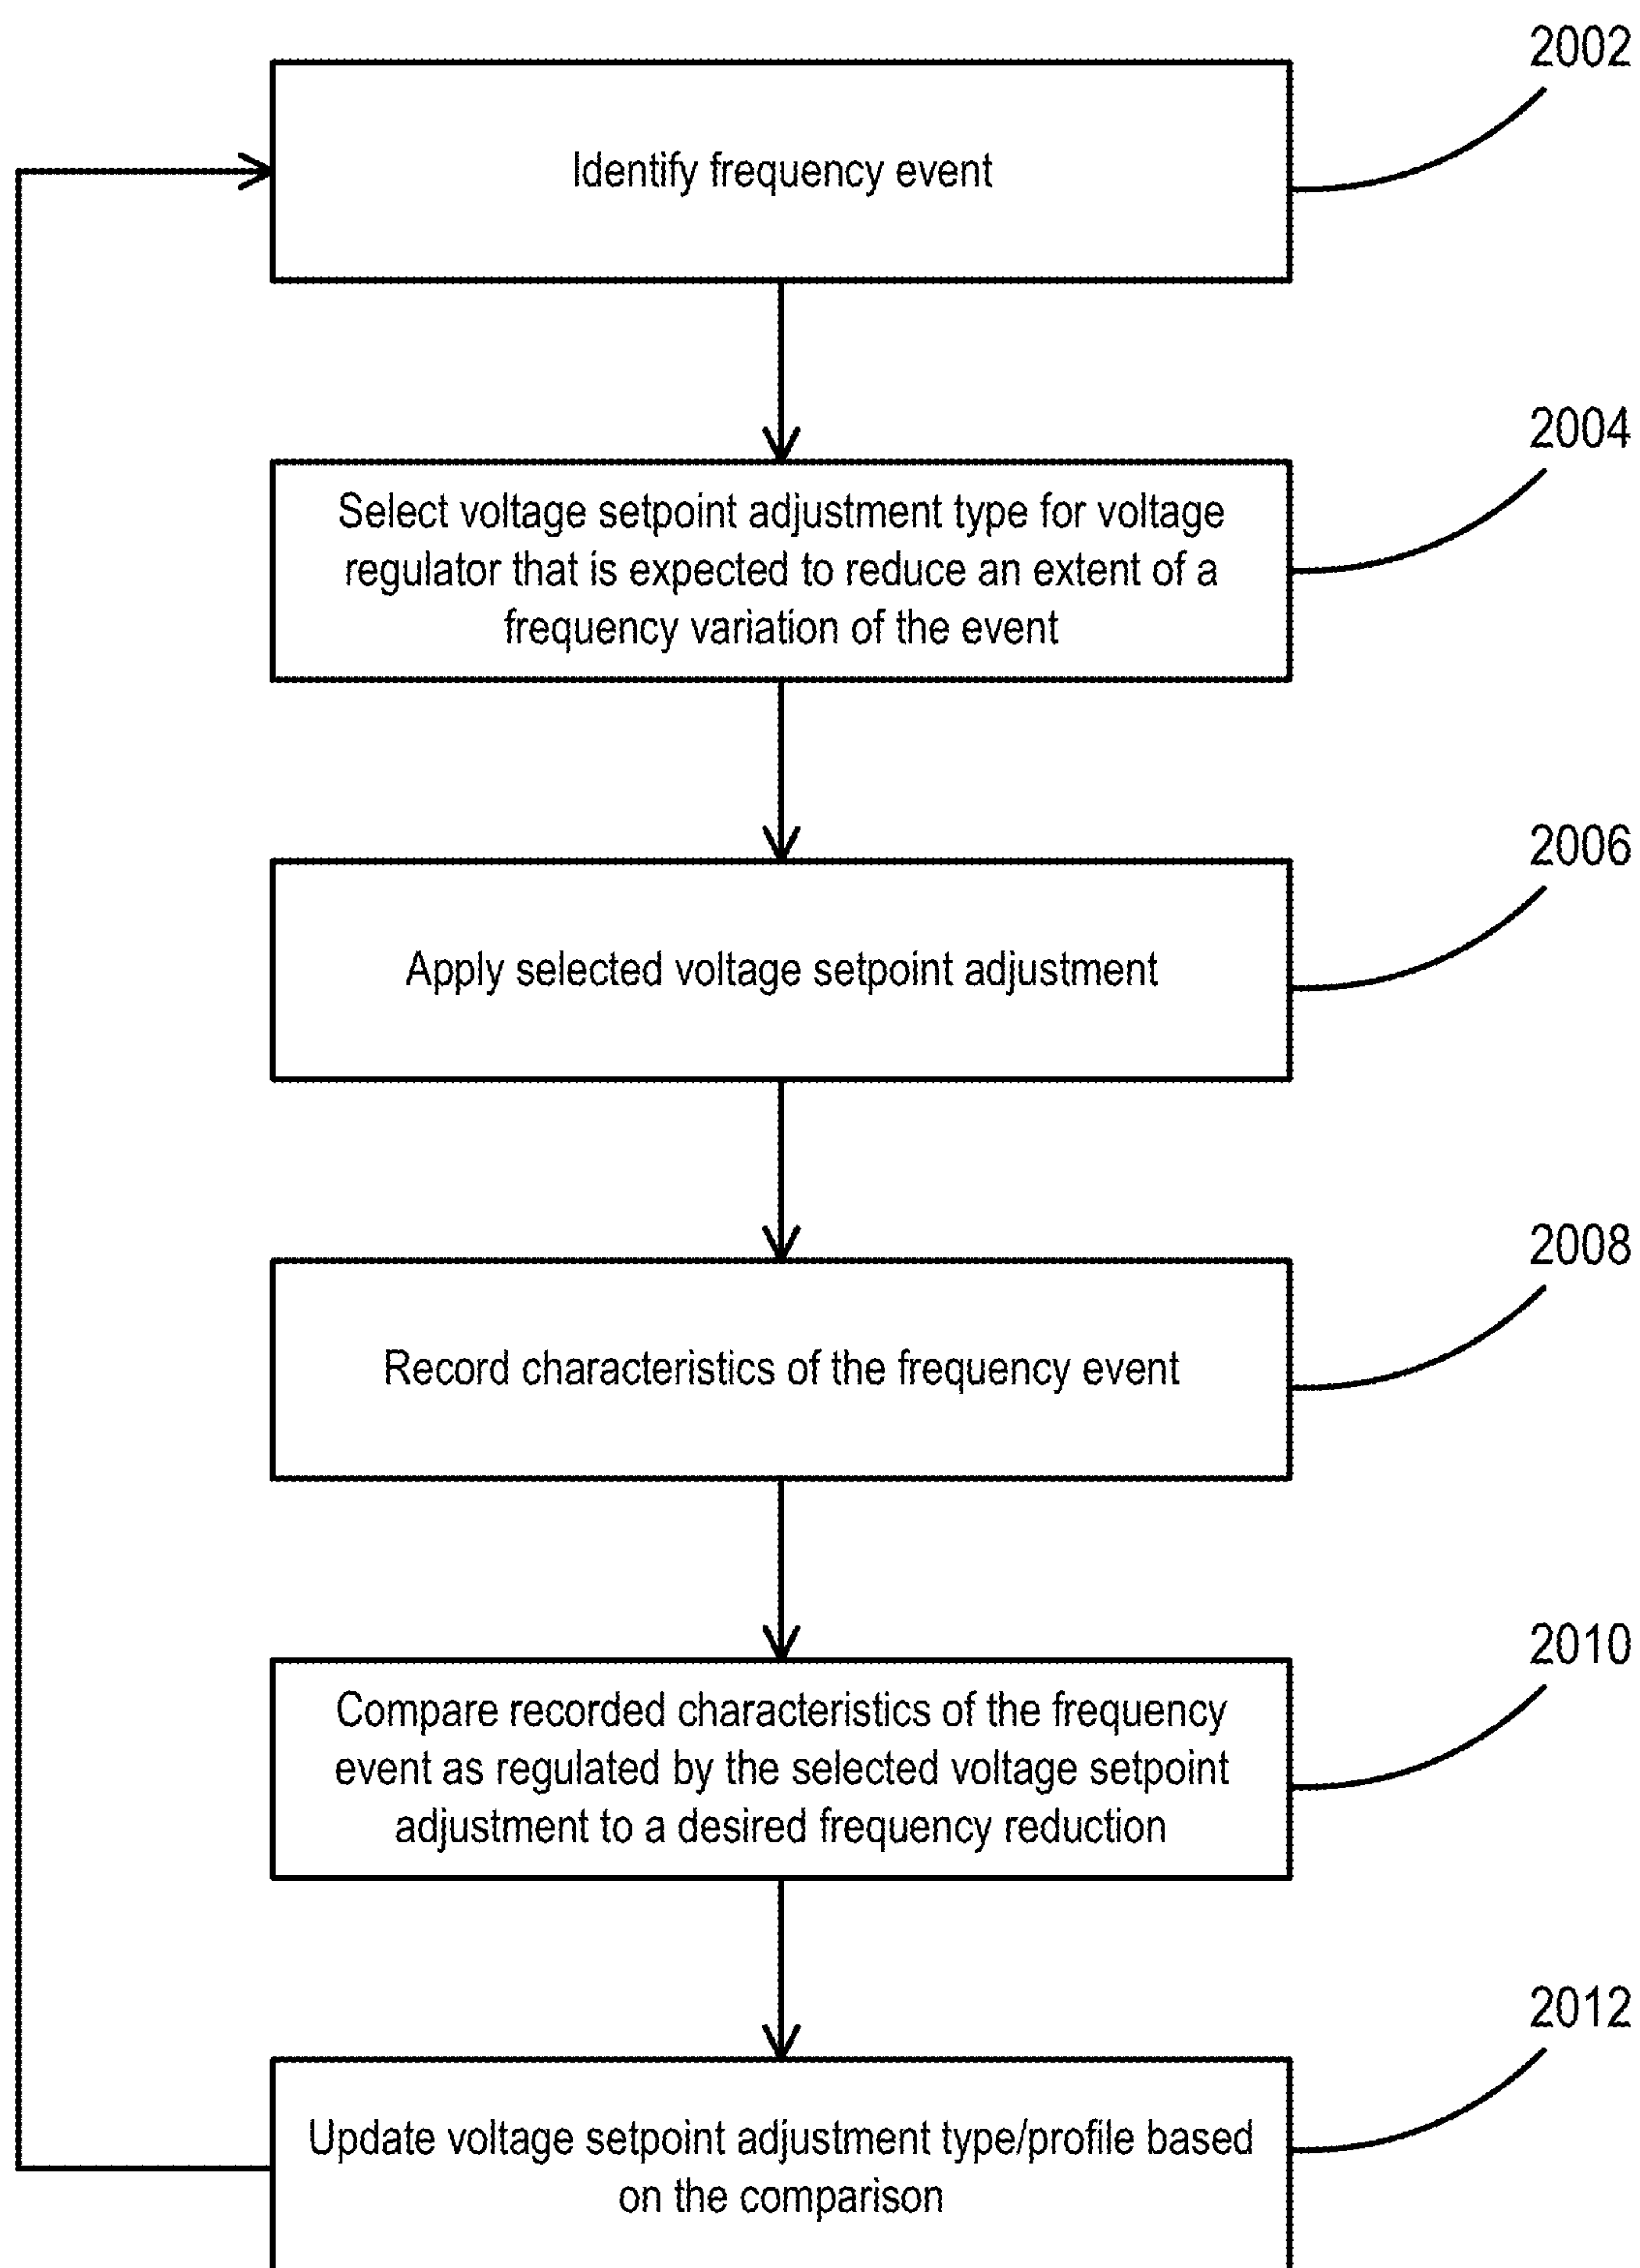 2002
Identify frequency event
2004
Select voltage setpoint adjustment type for voltage
regulator that is expected to reduce an extent of a
frequency variation of the event
2006
Apply selected voltage setpoint adjustment
2008
Record characteristics of the frequency event
2010
Compare recorded characteristics of the frequency
event as regulated by the selected voltage setpoint
adjustment to a desired frequency reduction
2012
Update voltage setpoint adjustment type/profile based
on the comparison